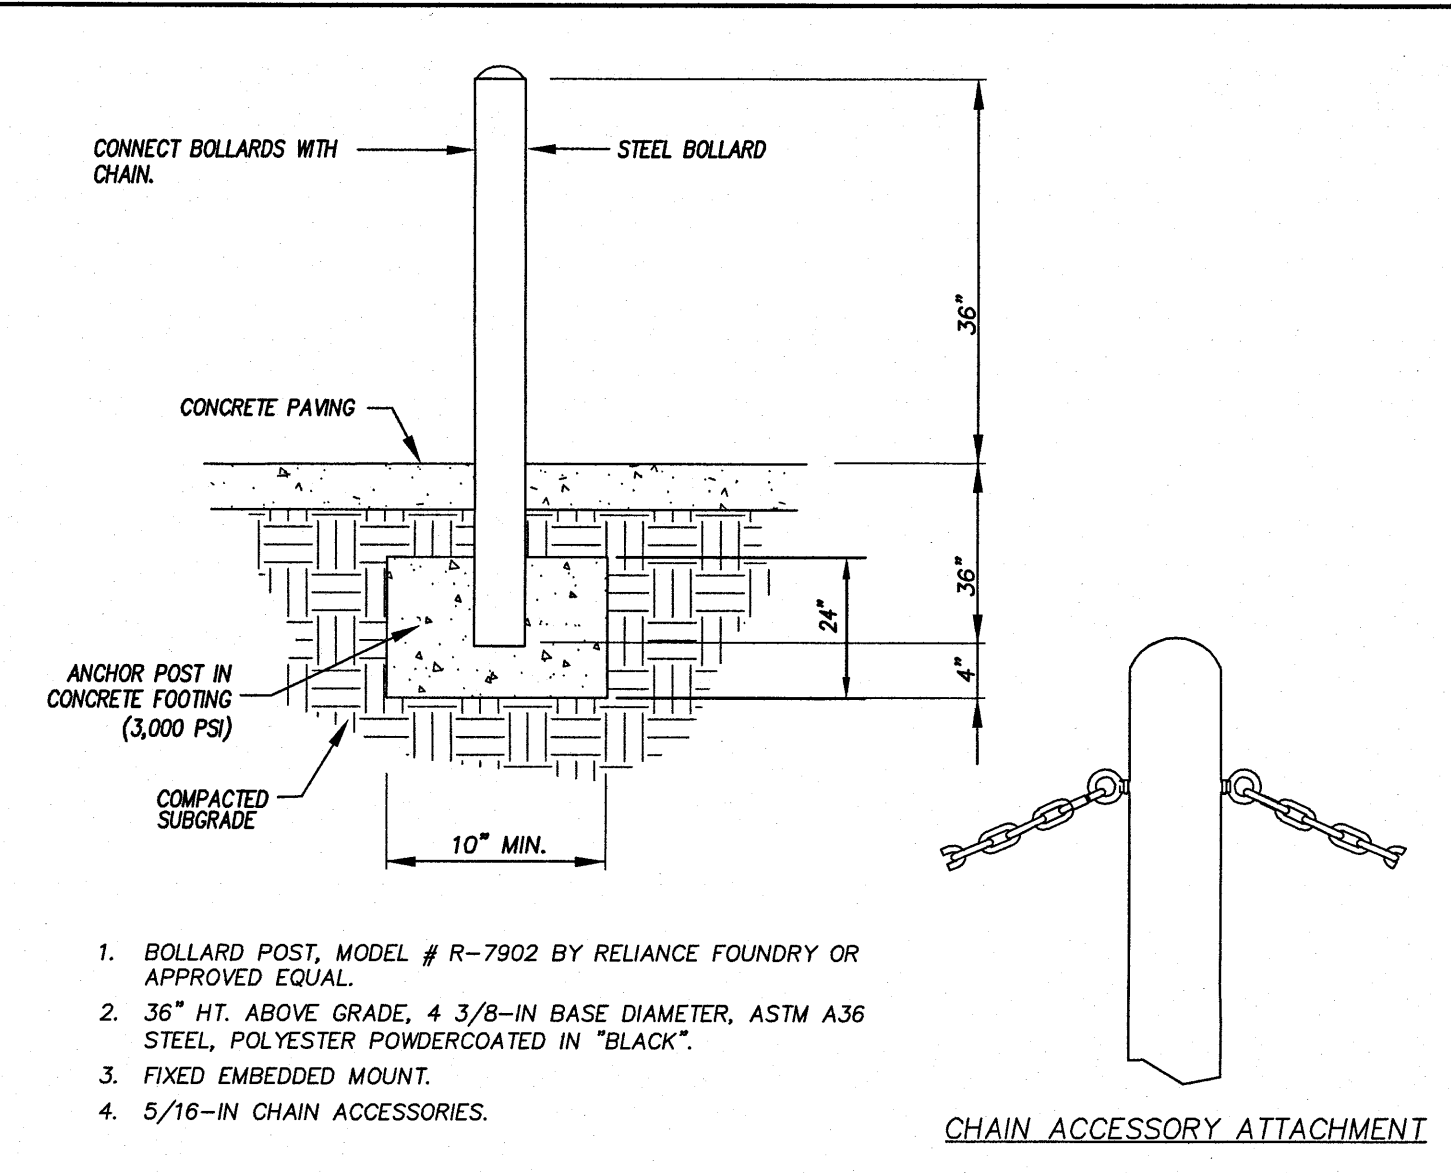 CONNECT BOLLARDS WITH
CHAIN.
STEEL BOLLARD
36"
CONCRETE PAVING
36"
24"
4"
ANCHOR POST IN
CONCRETE FOOTING
(3,000 PSI)
COMPACTED
SUBGRADE
10" MIN.
1. BOLLARD POST, MODEL # R-7902 BY RELIANCE FOUNDRY OR
APPROVED EQUAL.
2. 36" HT. ABOVE GRADE, 4 3/8-IN BASE DIAMETER, ASTM A36
STEEL, POLYESTER POWDERCOATED IN "BLACK".
3. FIXED EMBEDDED MOUNT.
4. 5/16-IN CHAIN ACCESSORIES.
CHAIN ACCESSORY ATTACHMENT